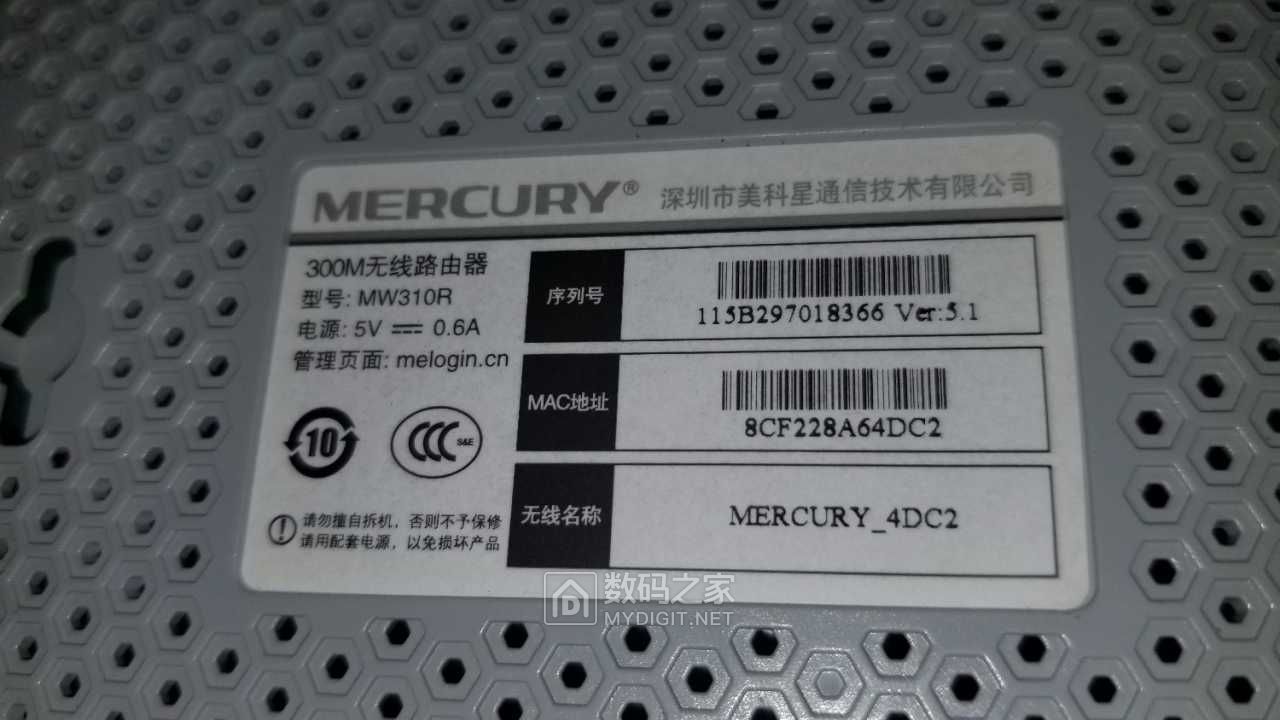 MERCURY® 深圳市美科星通信技术有限公司
300M无线路由器
型号: MW310R
电源: 5V ⎓ 0.6A
管理页面: melogin.cn
10
CCC S&E
请勿擅自拆机，否则不予保修
请用配套电源，以免损坏产品
序列号
115B297018366 Ver:5.1
MAC地址
8CF228A64DC2
无线名称
MERCURY_4DC2
数码之家
MYDIGIT.NET